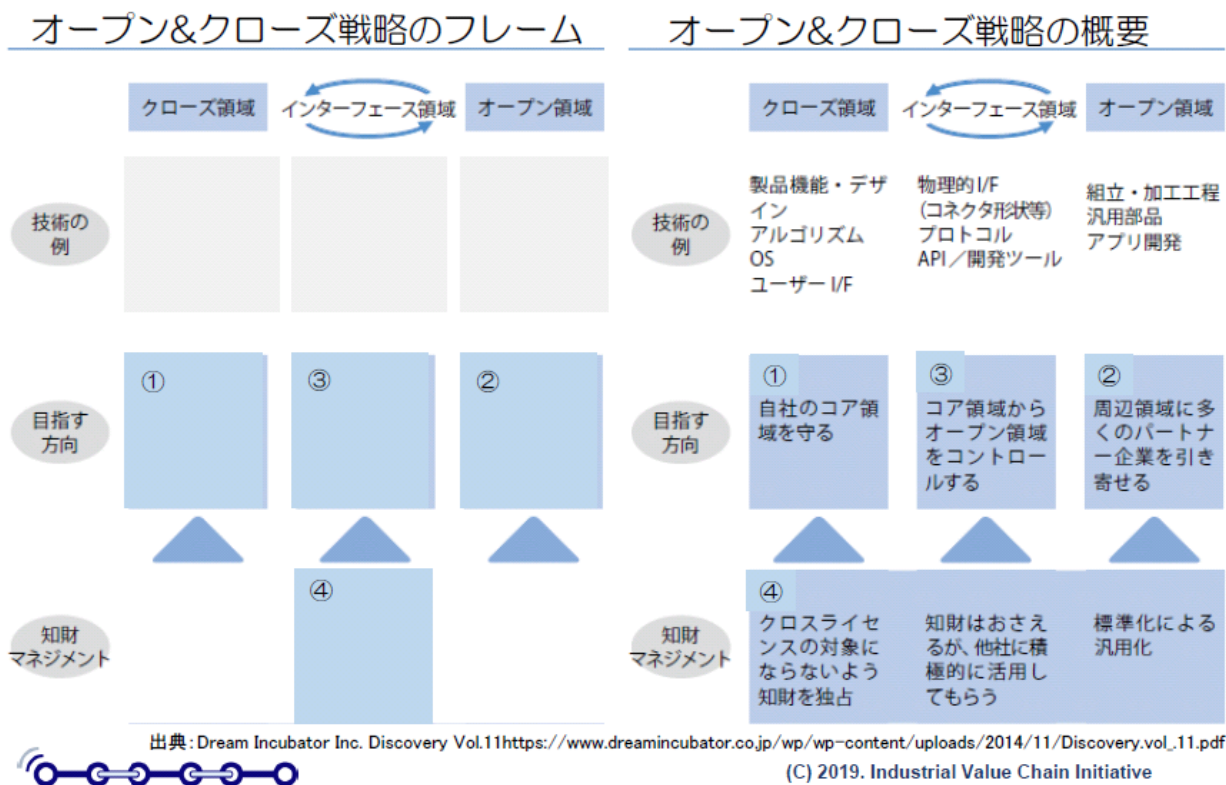 オープン&クローズ戦略のフレーム
クローズ領域
インターフェース領域
オープン領域
技術の
例
目指す
方向
①
③
②
知財
マネジメント
④
オープン&クローズ戦略の概要
クローズ領域
インターフェース領域
オープン領域
技術の
例
製品機能・デザ
イン
アルゴリズム
OS
ユーザー I/F
物理的I/F
(コネクタ形状等)
プロトコル
API/開発ツール
組立・加工工程
汎用部品
アプリ開発
目指す
方向
①
自社のコア領
域を守る
③
コア領域から
オープン領域
をコントロー
ルする
②
周辺領域に多
くのパートナ
ー企業を引き
寄せる
知財
マネジメント
④
クロスライセ
ンスの対象に
ならないよう
知財を独占
知財はおさえ
るが、他社に積
極的に活用し
てもらう
標準化による
汎用化
出典:Dream Incubator Inc. Discovery Vol.11https://www.dreamincubator.co.jp/wp/wp-content/uploads/2014/11/Discovery.vol_.11.pdf
(C) 2019. Industrial Value Chain Initiative